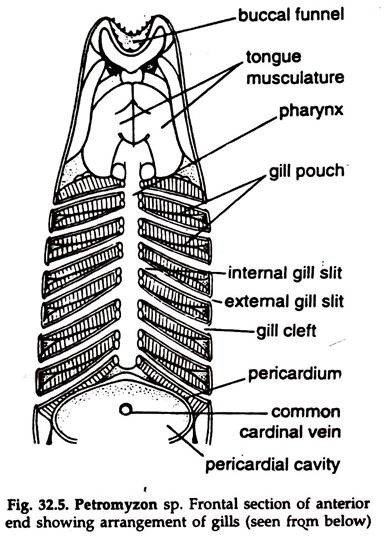 buccal funnel
tongue
musculature
pharynx
gill pouch
internal gill slit
external gill slit
gill cleft
pericardium
common
cardinal vein
pericardial cavity
Fig. 32.5. Petromyzon sp. Frontal section of anterior
end showing arrangement of gills (seen from below)